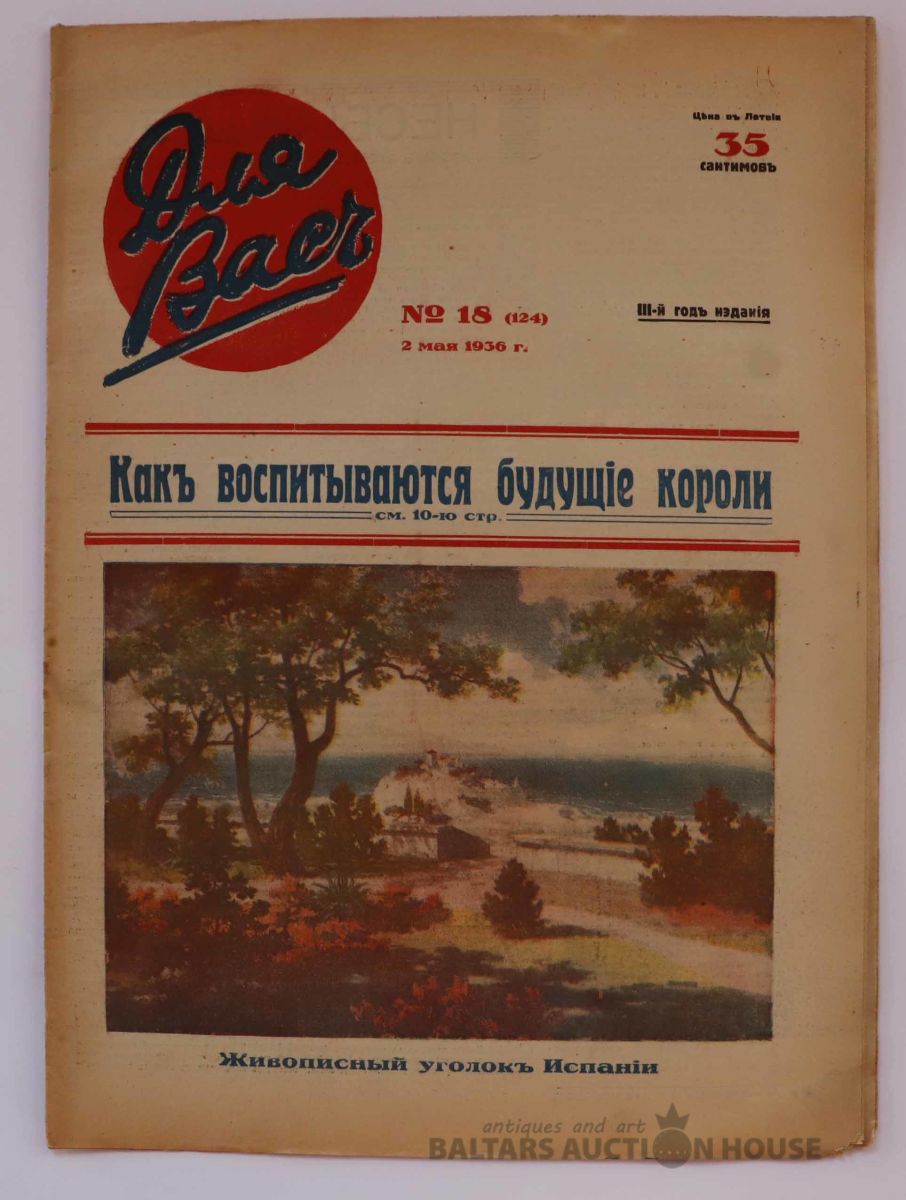 Для
Васъ
Цѣна въ Латвіи
35
сантимовъ
№ 18 (124)
2 мая 1936 г.
III-й годъ изданія
Какъ воспитываются будущіе короли
см. 10-ю стр.
Живописный уголокъ Испаніи
antiques and art
BALTARS AUCTION HOUSE